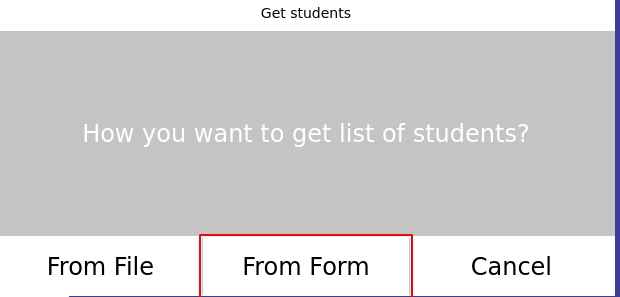 Get students
How you want to get list of students?
From File
From Form
Cancel